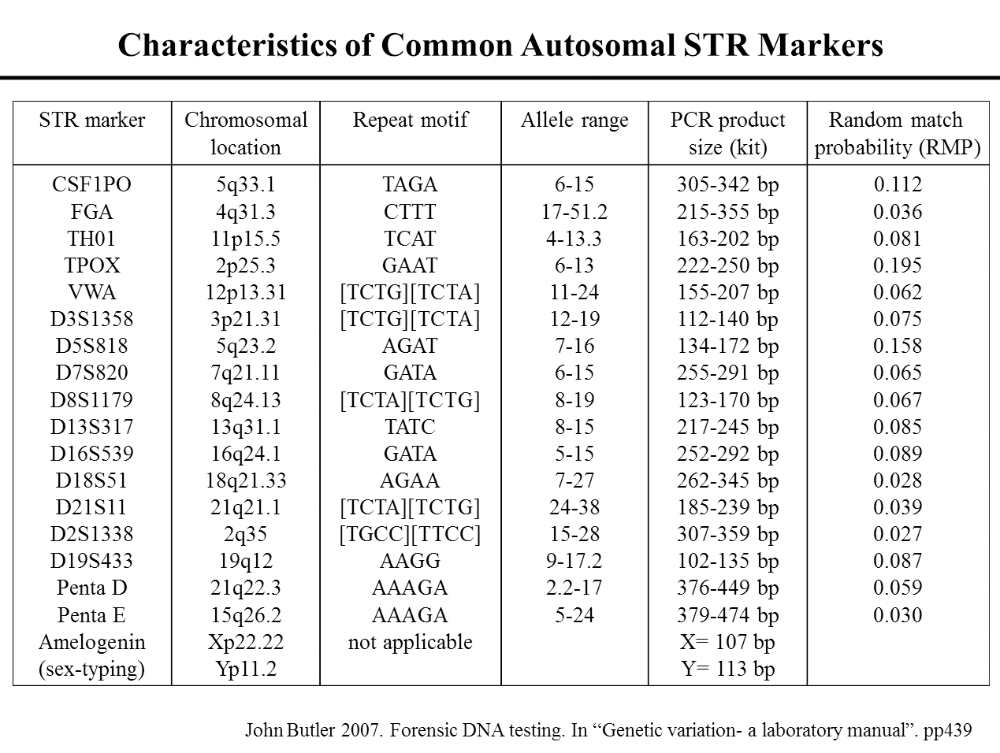 Characteristics of Common Autosomal STR Markers
STR marker Chromosomal location Repeat motif Allele range PCR product size (kit) Random match probability (RMP)
CSF1PO 5q33.1 TAGA 6-15 305-342 bp 0.112
FGA 4q31.3 CTTT 17-51.2 215-355 bp 0.036
TH01 11p15.5 TCAT 4-13.3 163-202 bp 0.081
TPOX 2p25.3 GAAT 6-13 222-250 bp 0.195
VWA 12p13.31 [TCTG][TCTA] 11-24 155-207 bp 0.062
D3S1358 3p21.31 [TCTG][TCTA] 12-19 112-140 bp 0.075
D5S818 5q23.2 AGAT 7-16 134-172 bp 0.158
D7S820 7q21.11 GATA 6-15 255-291 bp 0.065
D8S1179 8q24.13 [TCTA][TCTG] 8-19 123-170 bp 0.067
D13S317 13q31.1 TATC 8-15 217-245 bp 0.085
D16S539 16q24.1 GATA 5-15 252-292 bp 0.089
D18S51 18q21.33 AGAA 7-27 262-345 bp 0.028
D21S11 21q21.1 [TCTA][TCTG] 24-38 185-239 bp 0.039
D2S1338 2q35 [TGCC][TTCC] 15-28 307-359 bp 0.027
D19S433 19q12 AAGG 9-17.2 102-135 bp 0.087
Penta D 21q22.3 AAAGA 2.2-17 376-449 bp 0.059
Penta E 15q26.2 AAAGA 5-24 379-474 bp 0.030
Amelogenin Xp22.22 not applicable X= 107 bp
(sex-typing) Yp11.2 Y= 113 bp
John Butler 2007. Forensic DNA testing. In “Genetic variation- a laboratory manual”. pp439